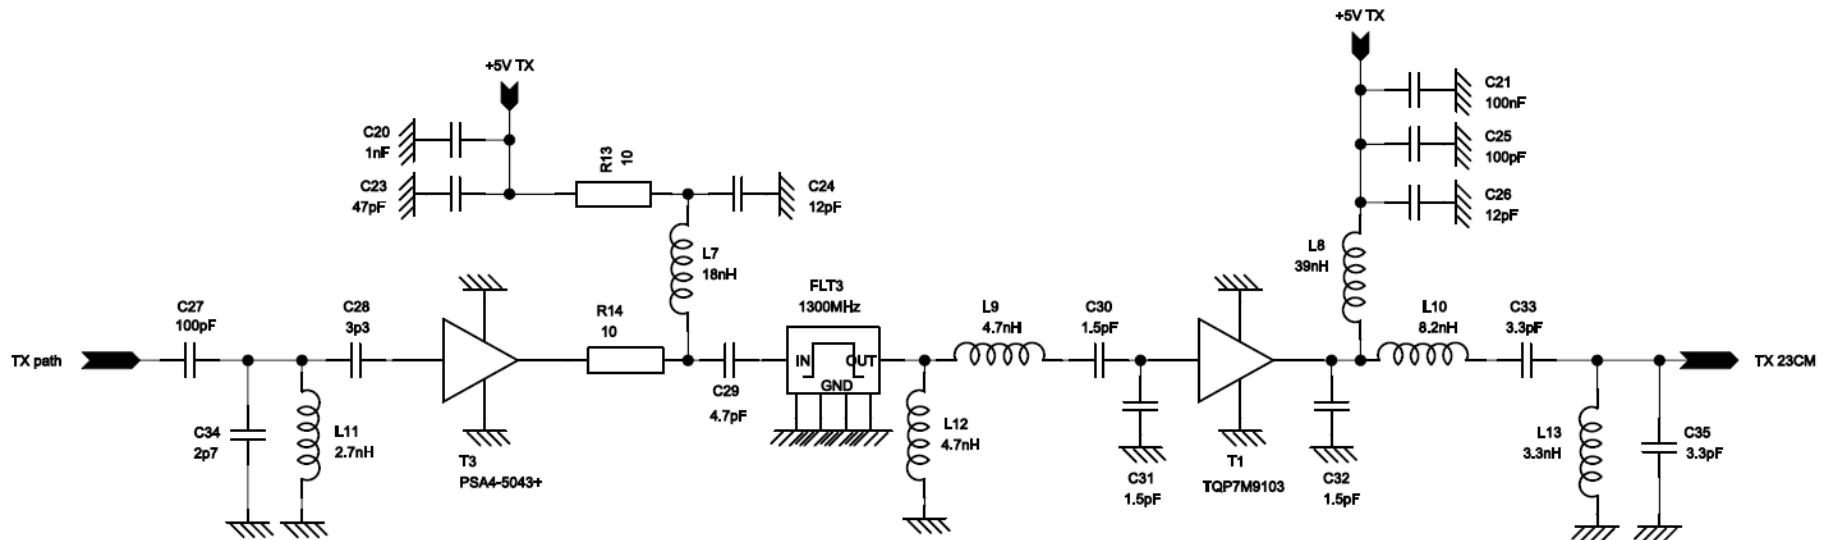 +5V TX
+5V TX
C20
1nF
C23
47pF
R13
10
C24
12pF
L7
18nH
C21
100nF
C25
100pF
C26
12pF
L8
39nH
TX path
C27
100pF
C28
3p3
C34
2p7
L11
2.7nH
T3
PSA4-5043+
R14
10
C29
4.7pF
FLT3
1300MHz
IN
OUT
GND
L9
4.7nH
L12
4.7nH
C30
1.5pF
C31
1.5pF
T1
TQP7M9103
C32
1.5pF
L10
8.2nH
C33
3.3pF
L13
3.3nH
C35
3.3pF
TX 23CM